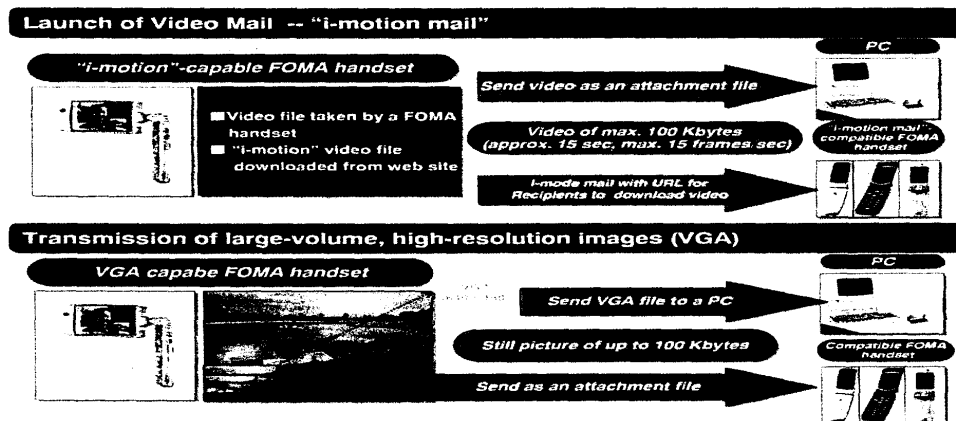 Launch of Video Mail -- “i-motion mail”
“i-motion”-capable FOMA handset
■Video file taken by a FOMA
handset
■ “i-motion” video file
downloaded from web site
Send video as an attachment file
Video of max. 100 Kbytes
(approx. 15 sec, max. 15 frames/sec)
I-mode mail with URL for
Recipients to download video
PC
“i-motion mail”-
compatible FOMA
handset
Transmission of large-volume, high-resolution images (VGA)
VGA capabe FOMA handset
Send VGA file to a PC
Still picture of up to 100 Kbytes
Send as an attachment file
PC
Compatible FOMA
handset